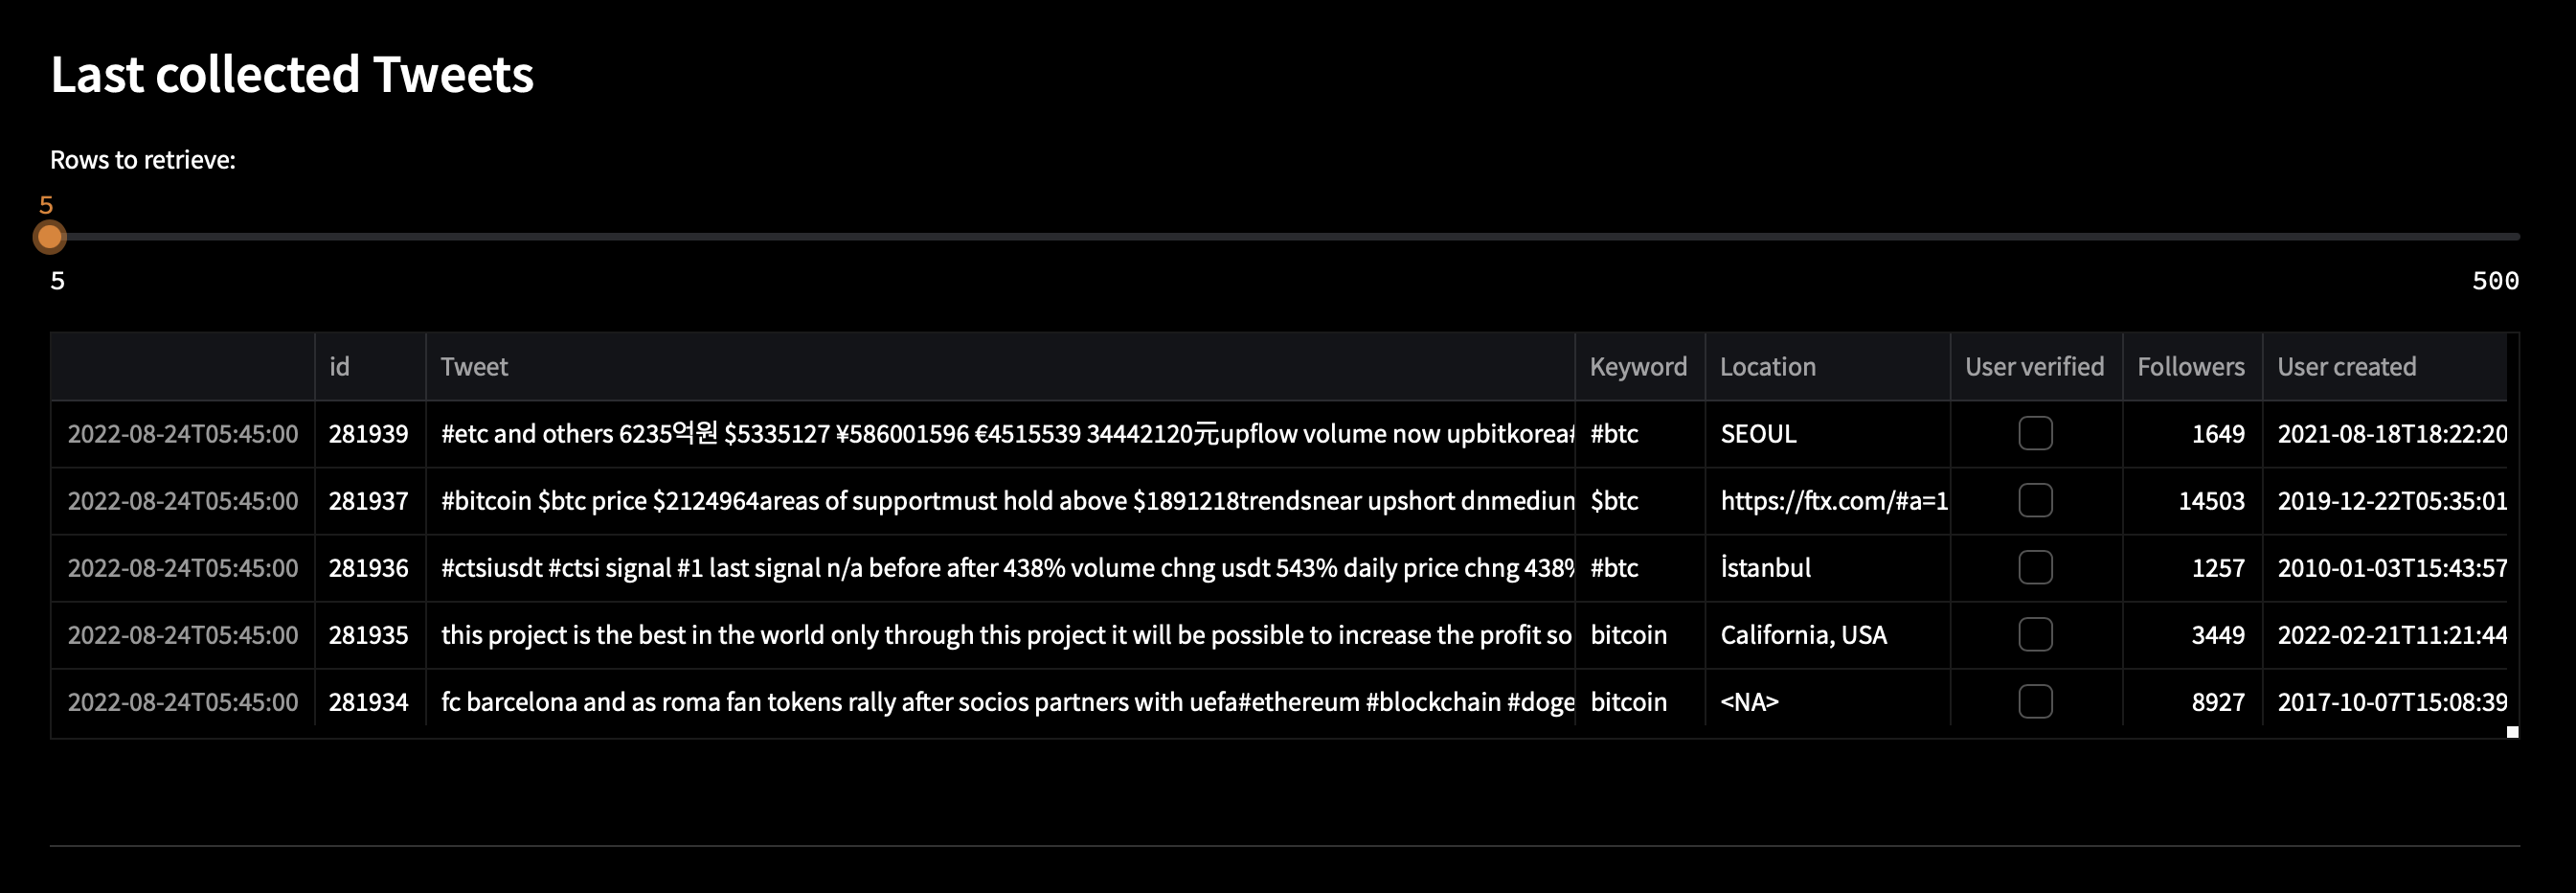 Last collected Tweets
Rows to retrieve:
5
5 500
id Tweet Keyword Location User verified Followers User created
2022-08-24T05:45:00 281939 #etc and others 6235억원 $5335127 ¥586001596 €4515539 34442120元upflow volume now upbitkorea# #btc SEOUL 1649 2021-08-18T18:22:20
2022-08-24T05:45:00 281937 #bitcoin $btc price $2124964areas of supportmust hold above $1891218trendsnear upshort dnmedium $btc https://ftx.com/#a=1 14503 2019-12-22T05:35:01
2022-08-24T05:45:00 281936 #ctsiusdt #ctsi signal #1 last signal n/a before after 438% volume chng usdt 543% daily price chng 438% #btc İstanbul 1257 2010-01-03T15:43:57
2022-08-24T05:45:00 281935 this project is the best in the world only through this project it will be possible to increase the profit so bitcoin California, USA 3449 2022-02-21T11:21:44
2022-08-24T05:45:00 281934 fc barcelona and as roma fan tokens rally after socios partners with uefa#ethereum #blockchain #doge bitcoin <NA> 8927 2017-10-07T15:08:39